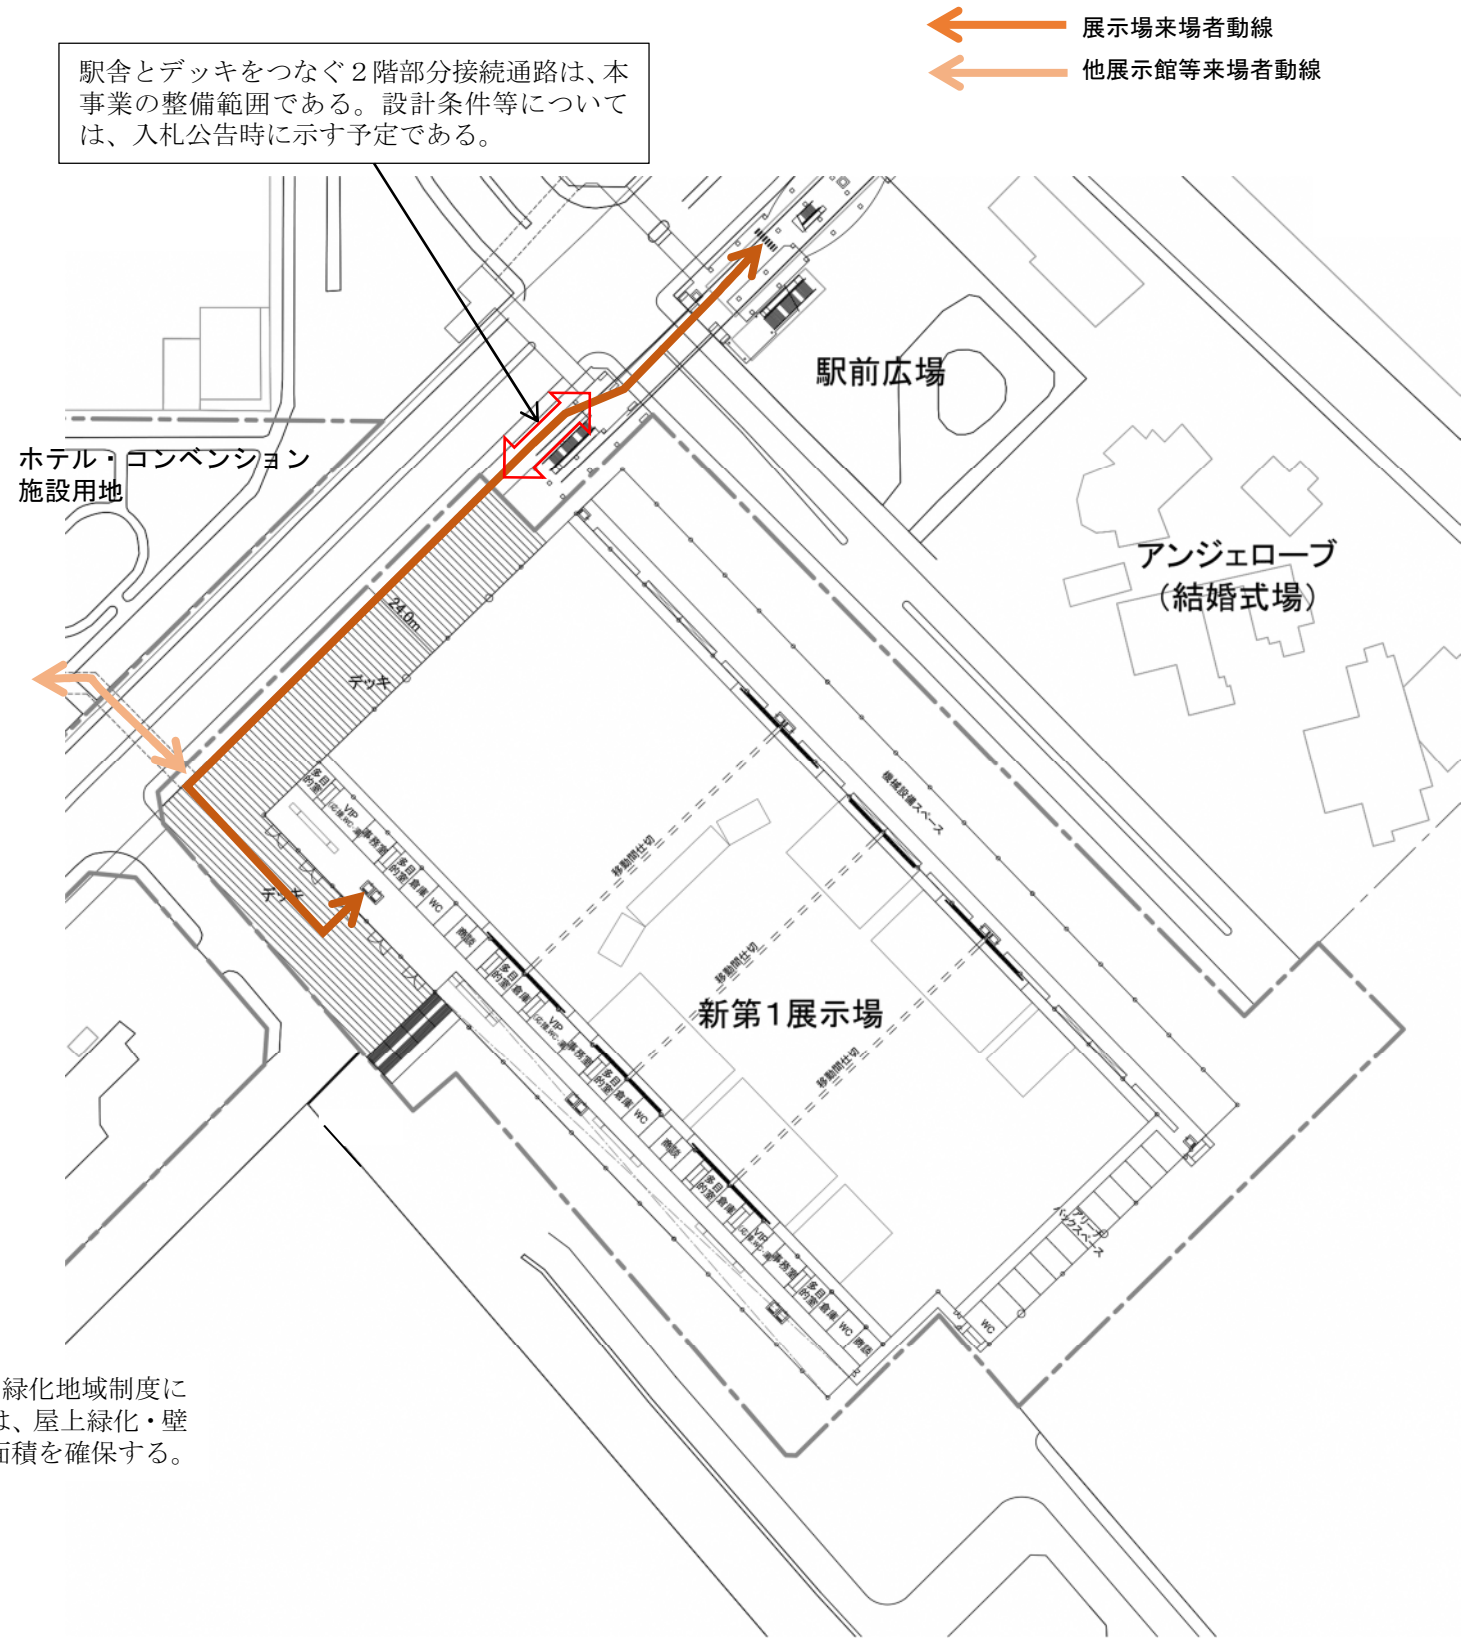 展示場来場者動線
他展示館等来場者動線
駅舎とデッキをつなぐ２階部分接続通路は、本
事業の整備範囲である。設計条件等について
は、入札公告時に示す予定である。
駅前広場
ホテル・コンベンション
施設用地
アンジェローブ
（結婚式場）
24.0m
デッキ
機械設備スペース
多目
的室
VIP
事務室
多目
的室
倉庫
WC
商談
デッキ
移動間仕切
移動間仕切
移動間仕切
新第１展示場
多目
的室
倉庫
VIP
事務室
多目
的室
倉庫
WC
商談
多目
的室
倉庫
VIP
事務室
多目
的室
倉庫
WC
商談
アリーナ
バックスペース
WC
緑化地域制度に
は、屋上緑化・壁
面積を確保する。